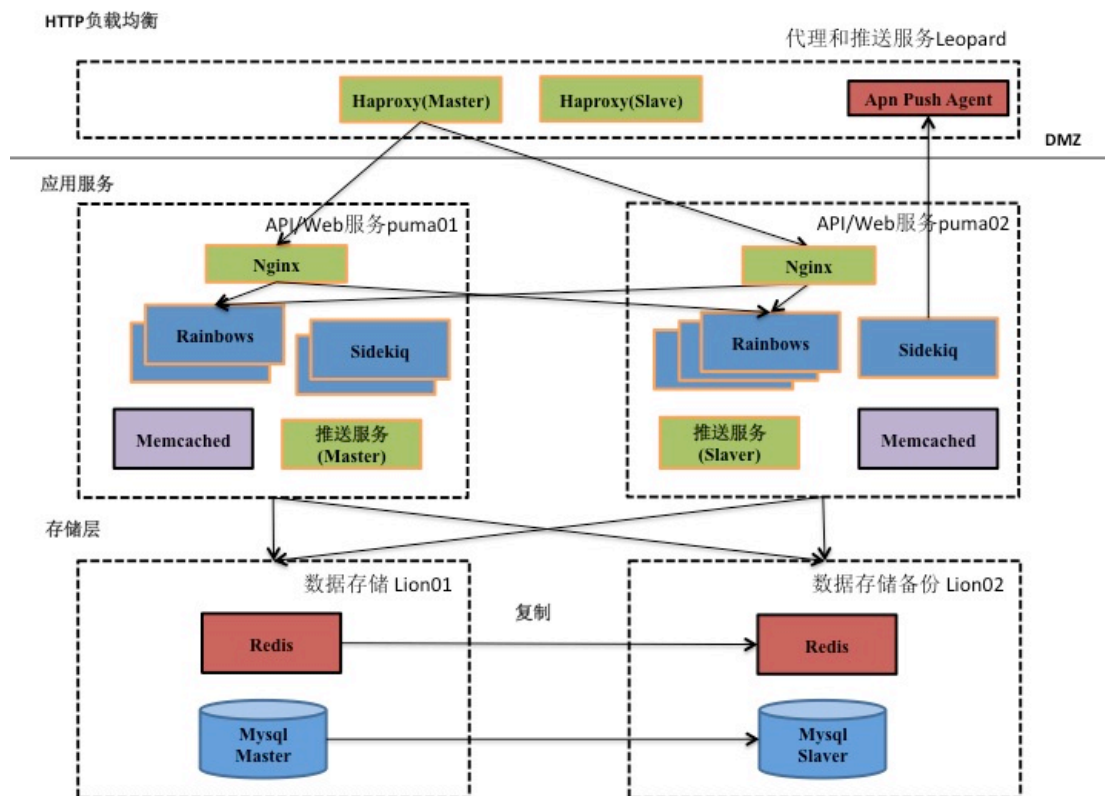 HTTP负载均衡
代理和推送服务Leopard
Haproxy(Master)
Haproxy(Slave)
Apn Push Agent
DMZ
应用服务
API/Web服务puma01
API/Web服务puma02
Nginx
Nginx
Rainbows
Sidekiq
Rainbows
Sidekiq
Memcached
推送服务
(Master)
推送服务
(Slaver)
Memcached
存储层
数据存储 Lion01
数据存储备份 Lion02
复制
Redis
Redis
Mysql
Master
Mysql
Slaver